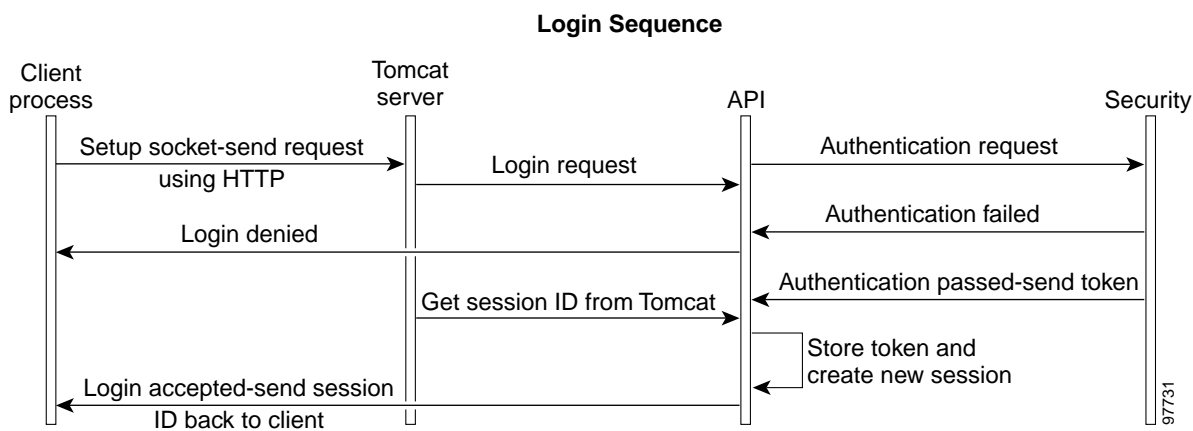 Login Sequence
Client
process
Tomcat
server
API
Security
Setup socket-send request
using HTTP
Login request
Authentication request
Authentication failed
Login denied
Authentication passed-send token
Get session ID from Tomcat
Store token and
create new session
Login accepted-send session
ID back to client
97731